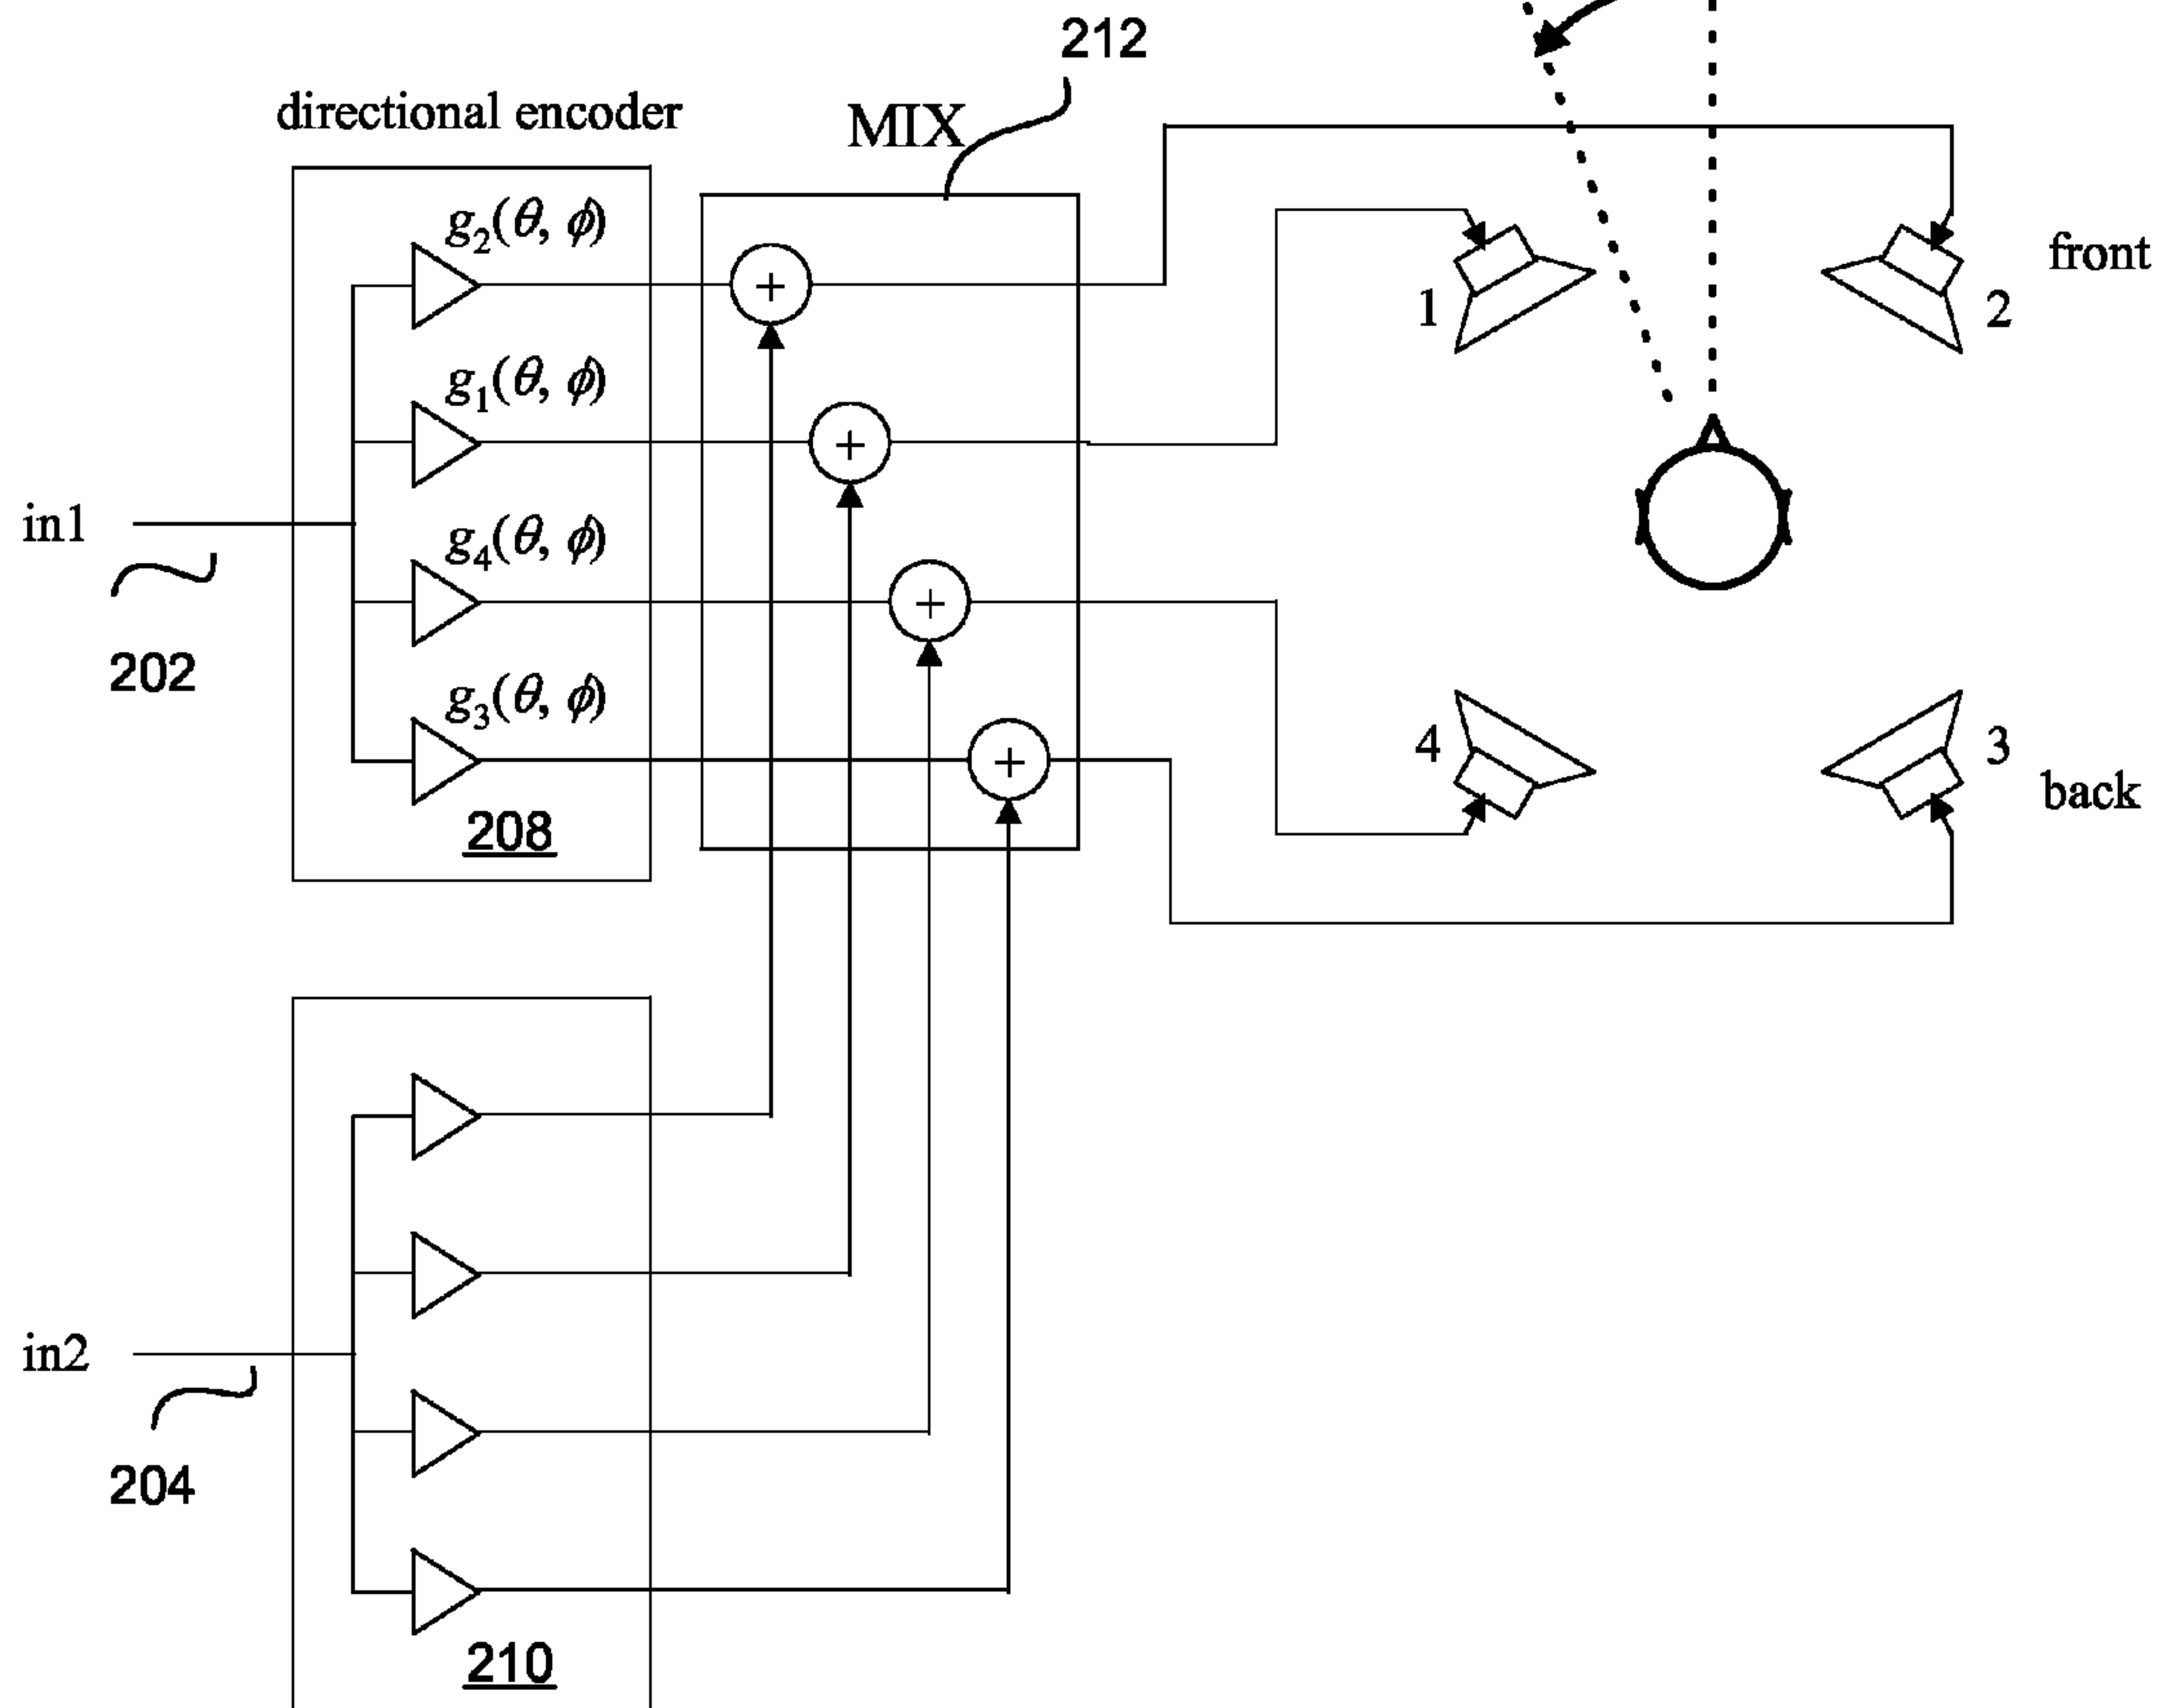 212
directional encoder
MIX
g2(θ, ϕ)
front
1
2
g1(θ, ϕ)
in1
g4(θ, ϕ)
202
g3(θ, ϕ)
4
3
back
208
in2
204
210
+
+
+
+